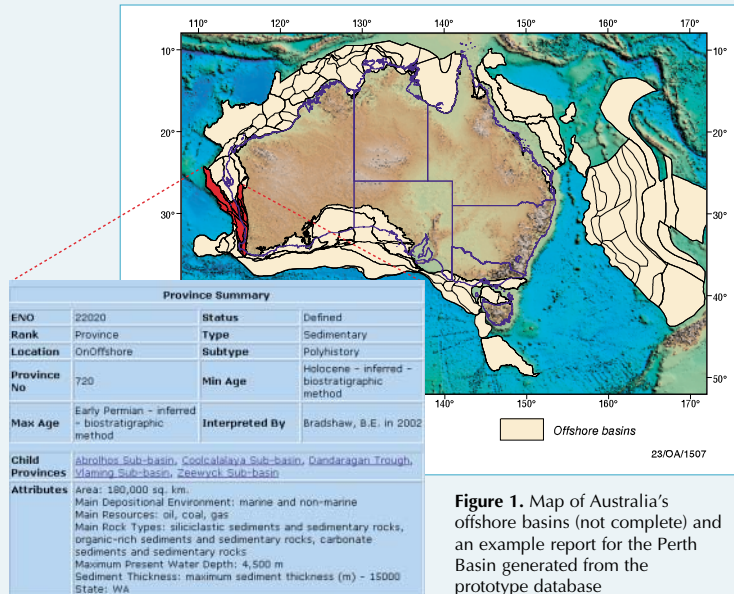 110° 120° 130° 140° 150° 160° 170°
10° 10°
20° 20°
30° 30°
40°
50°
140° 150° 160° 170°
Offshore basins
23/OA/1507
Province Summary
ENO 22020 Status Defined
Rank Province Type Sedimentary
Location OnOffshore Subtype Polyhistory
Province No 720 Min Age Holocene - inferred - biostratigraphic method
Max Age Early Permian - inferred - biostratigraphic method Interpreted By Bradshaw, B.E. in 2002
Child Provinces Abrolhos Sub-basin, Coolcalalaya Sub-basin, Dandaragan Trough,
Vlaming Sub-basin, Zeewyck Sub-basin
Attributes Area: 180,000 sq. km.
Main Depositional Environment: marine and non-marine
Main Resources: oil, coal, gas
Main Rock Types: siliciclastic sediments and sedimentary rocks,
organic-rich sediments and sedimentary rocks, carbonate
sediments and sedimentary rocks
Maximum Present Water Depth: 4,500 m
Sediment Thickness: maximum sediment thickness (m) - 15000
State: WA
Figure 1. Map of Australia's
offshore basins (not complete) and
an example report for the Perth
Basin generated from the
prototype database